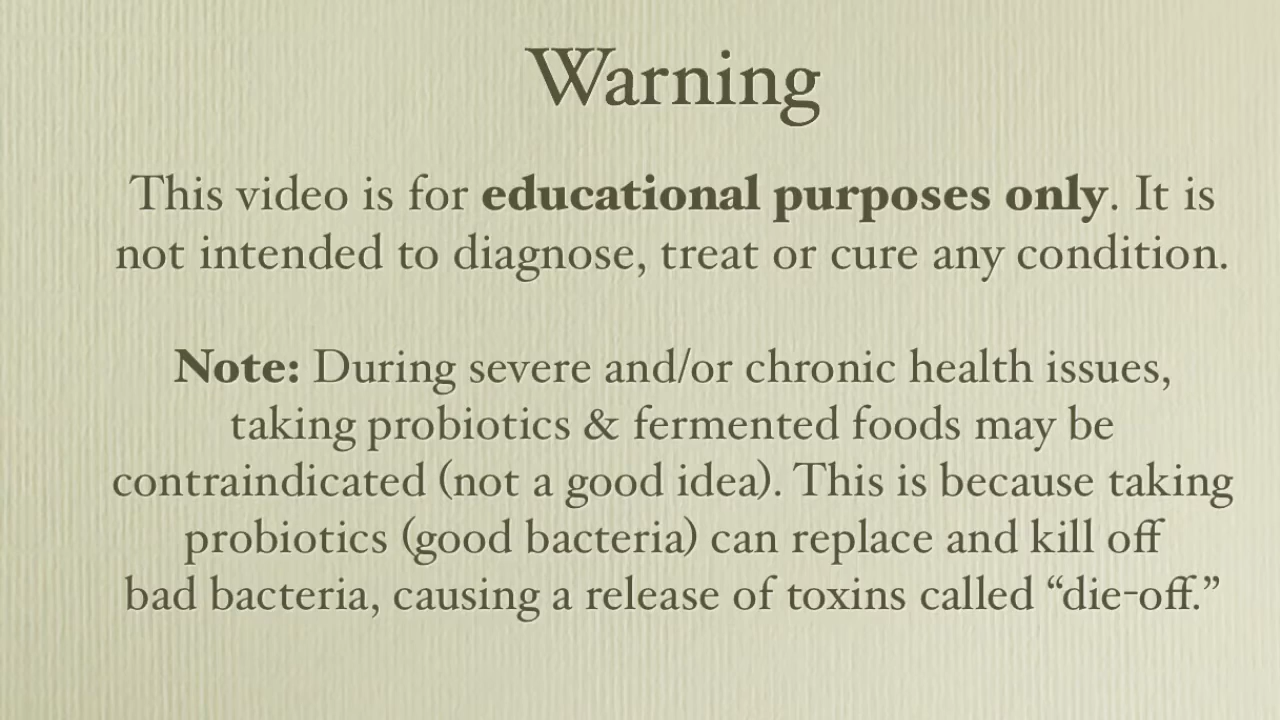 Warning
This video is for educational purposes only. It is
not intended to diagnose, treat or cure any condition.
Note: During severe and/or chronic health issues,
taking probiotics & fermented foods may be
contraindicated (not a good idea). This is because taking
probiotics (good bacteria) can replace and kill off
bad bacteria, causing a release of toxins called “die-off.”